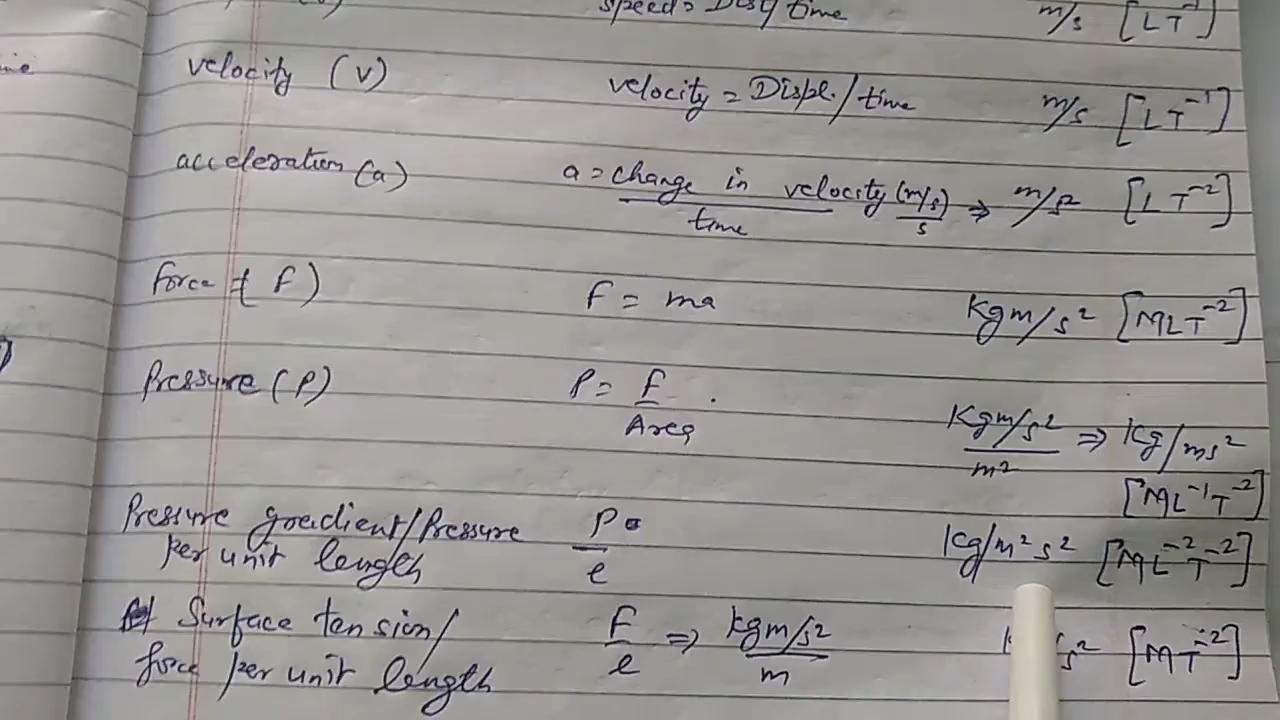 speed = Dist/time m/s [LT⁻¹]
velocity (v) velocity = Displ./time m/s [LT⁻¹]
acceleration (a) a = change in velocity (m/s) / time s ⇒ m/s² [LT⁻²]
force (F) F = ma kgm/s² [MLT⁻²]
Pressure (P) P = F / Area . kgm/s² / m² ⇒ kg/ms²
[ML⁻¹T⁻²]
Pressure gradient/Pressure P / l kg/m²s² [ML⁻²T⁻²]
per unit length
Surface tension/ F / l ⇒ kgm/s² / m s² [MT⁻²]
force per unit length